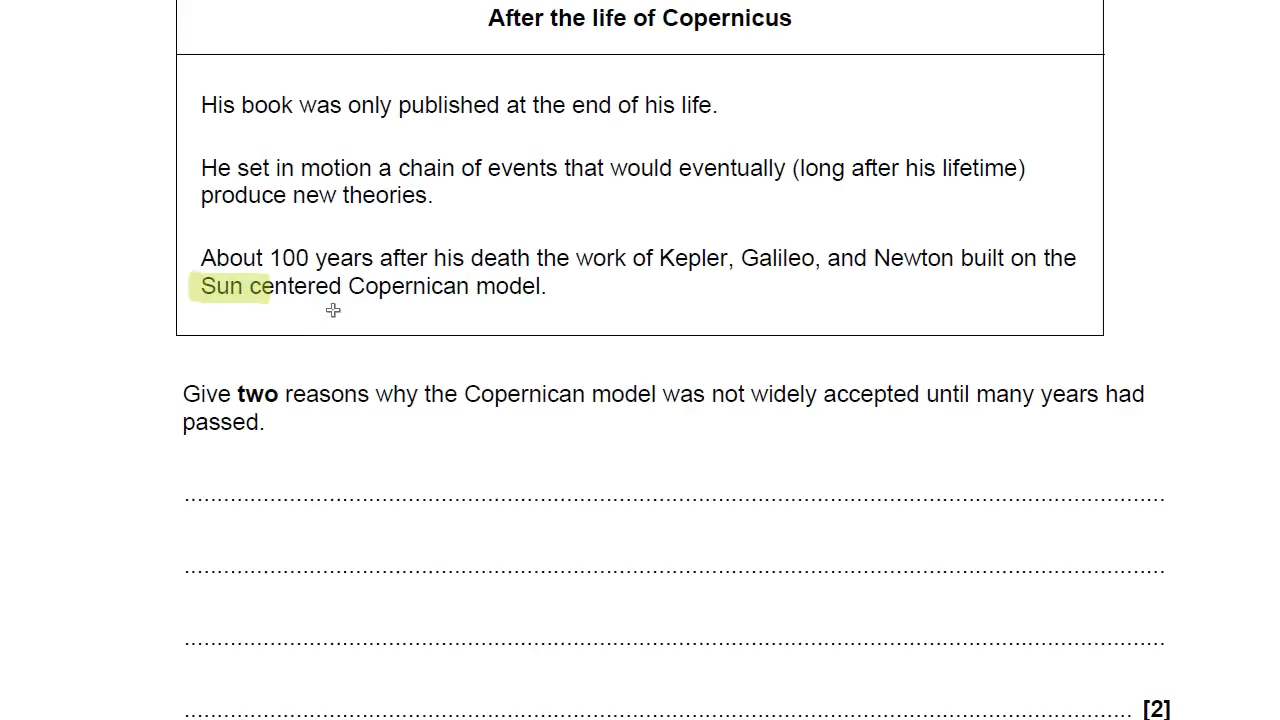 After the life of Copernicus
His book was only published at the end of his life.
He set in motion a chain of events that would eventually (long after his lifetime)
produce new theories.
About 100 years after his death the work of Kepler, Galileo, and Newton built on the
Sun centered Copernican model.
Give two reasons why the Copernican model was not widely accepted until many years had
passed.
[2]